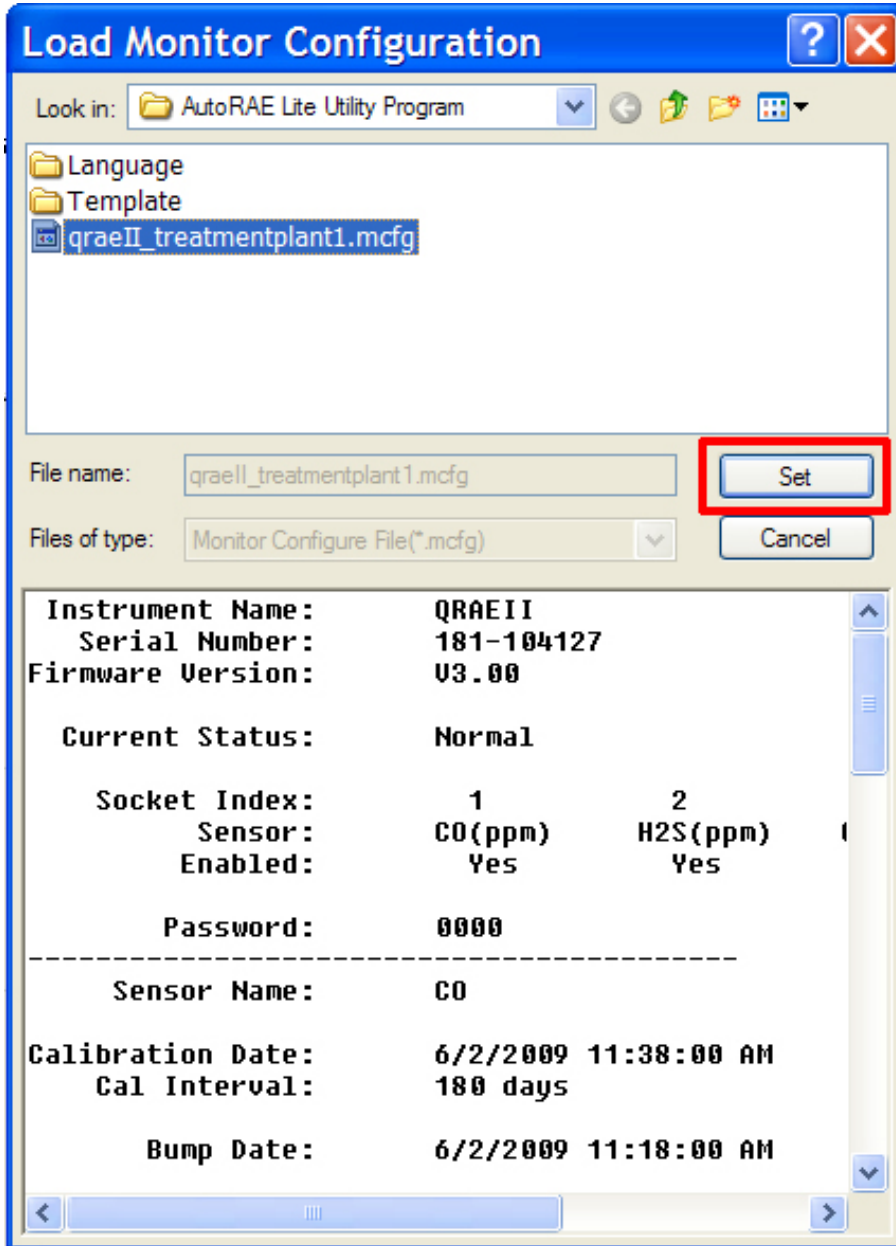 Load Monitor Configuration
Look in: AutoRAE Lite Utility Program
Language
Template
qraeII_treatmentplant1.mcfg
File name: qraeII_treatmentplant1.mcfg Set
Files of type: Monitor Configure File(*.mcfg) Cancel
Instrument Name: QRAEII
Serial Number: 181-104127
Firmware Version: V3.00
Current Status: Normal
Socket Index: 1 2
Sensor: CO(ppm) H2S(ppm)
Enabled: Yes Yes
Password: 0000
------------------------------------------
Sensor Name: CO
Calibration Date: 6/2/2009 11:38:00 AM
Cal Interval: 180 days
Bump Date: 6/2/2009 11:18:00 AM